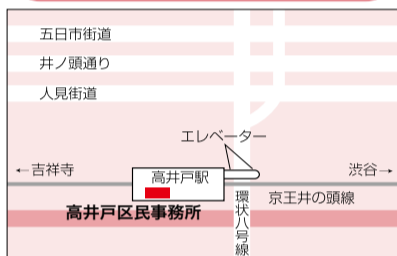 五日市街道
井ノ頭通り
人見街道
エレベーター
←吉祥寺
高井戸駅
渋谷→
京王井の頭線
高井戸区民事務所
環状八号線